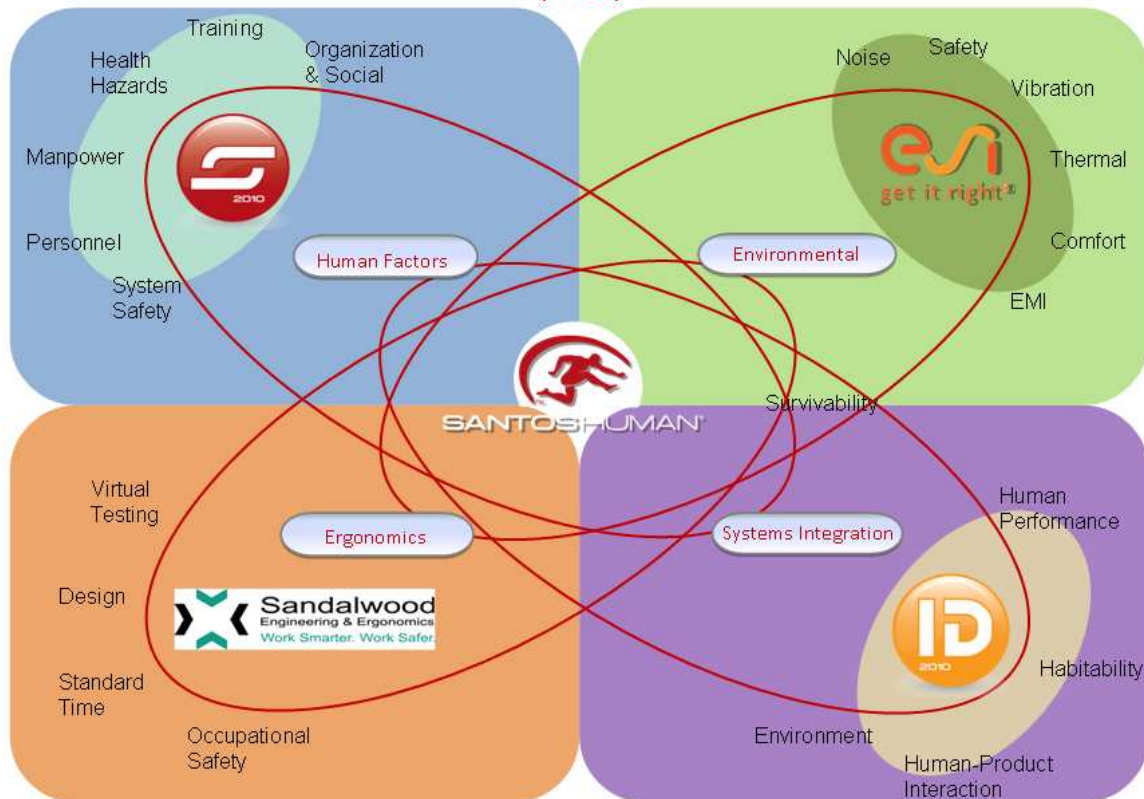 Training
Organization
& Social
Health
Hazards
Manpower
Personnel
System
Safety
S
2010
Human Factors
Noise
Safety
Vibration
Thermal
Comfort
EMI
esi
get it right®
Environmental
SANTOSHUMAN
Survivability
Virtual
Testing
Design
Standard
Time
Occupational
Safety
Ergonomics
Sandalwood
Engineering & Ergonomics
Work Smarter. Work Safer.
Systems Integration
Human
Performance
ID
2010
Habitability
Environment
Human-Product
Interaction